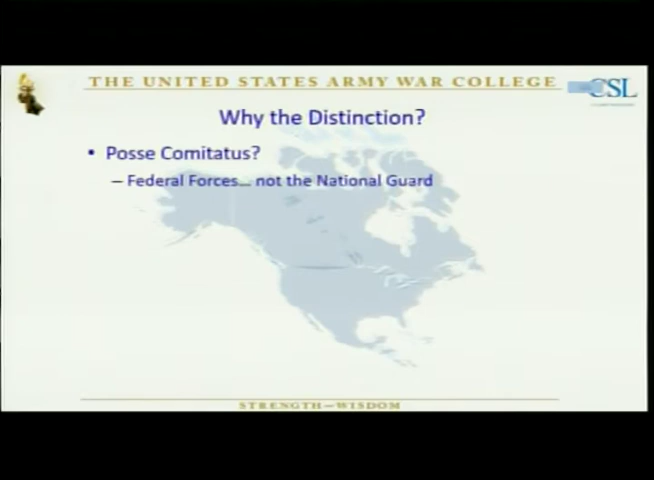 THE UNITED STATES ARMY WAR COLLEGE
CSL
Why the Distinction?
• Posse Comitatus?
– Federal Forces... not the National Guard
STRENGTH—WISDOM